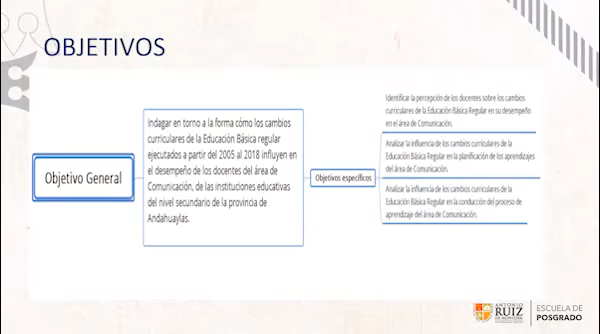 OBJETIVOS
Objetivo General
Indagar en torno a la forma cómo los cambios
curriculares de la Educación Básica regular
ejecutados a partir del 2005 al 2018 influyen en
el desempeño de los docentes del área de
Comunicación, de las instituciones educativas
del nivel secundario de la provincia de
Andahuaylas.
Objetivos específicos
Identificar la percepción de los docentes sobre los cambios
curriculares de la Educación Básica Regular en su desempeño
en el área de Comunicación.
Analizar la influencia de los cambios curriculares de la
Educación Básica Regular en la planificación de los aprendizajes
del área de Comunicación.
Analizar la influencia de los cambios curriculares de la
Educación Básica Regular en la conducción del proceso de
aprendizaje del área de Comunicación.
ANTONIO
RUIZ
DE MONTOYA
ESCUELA DE
POSGRADO